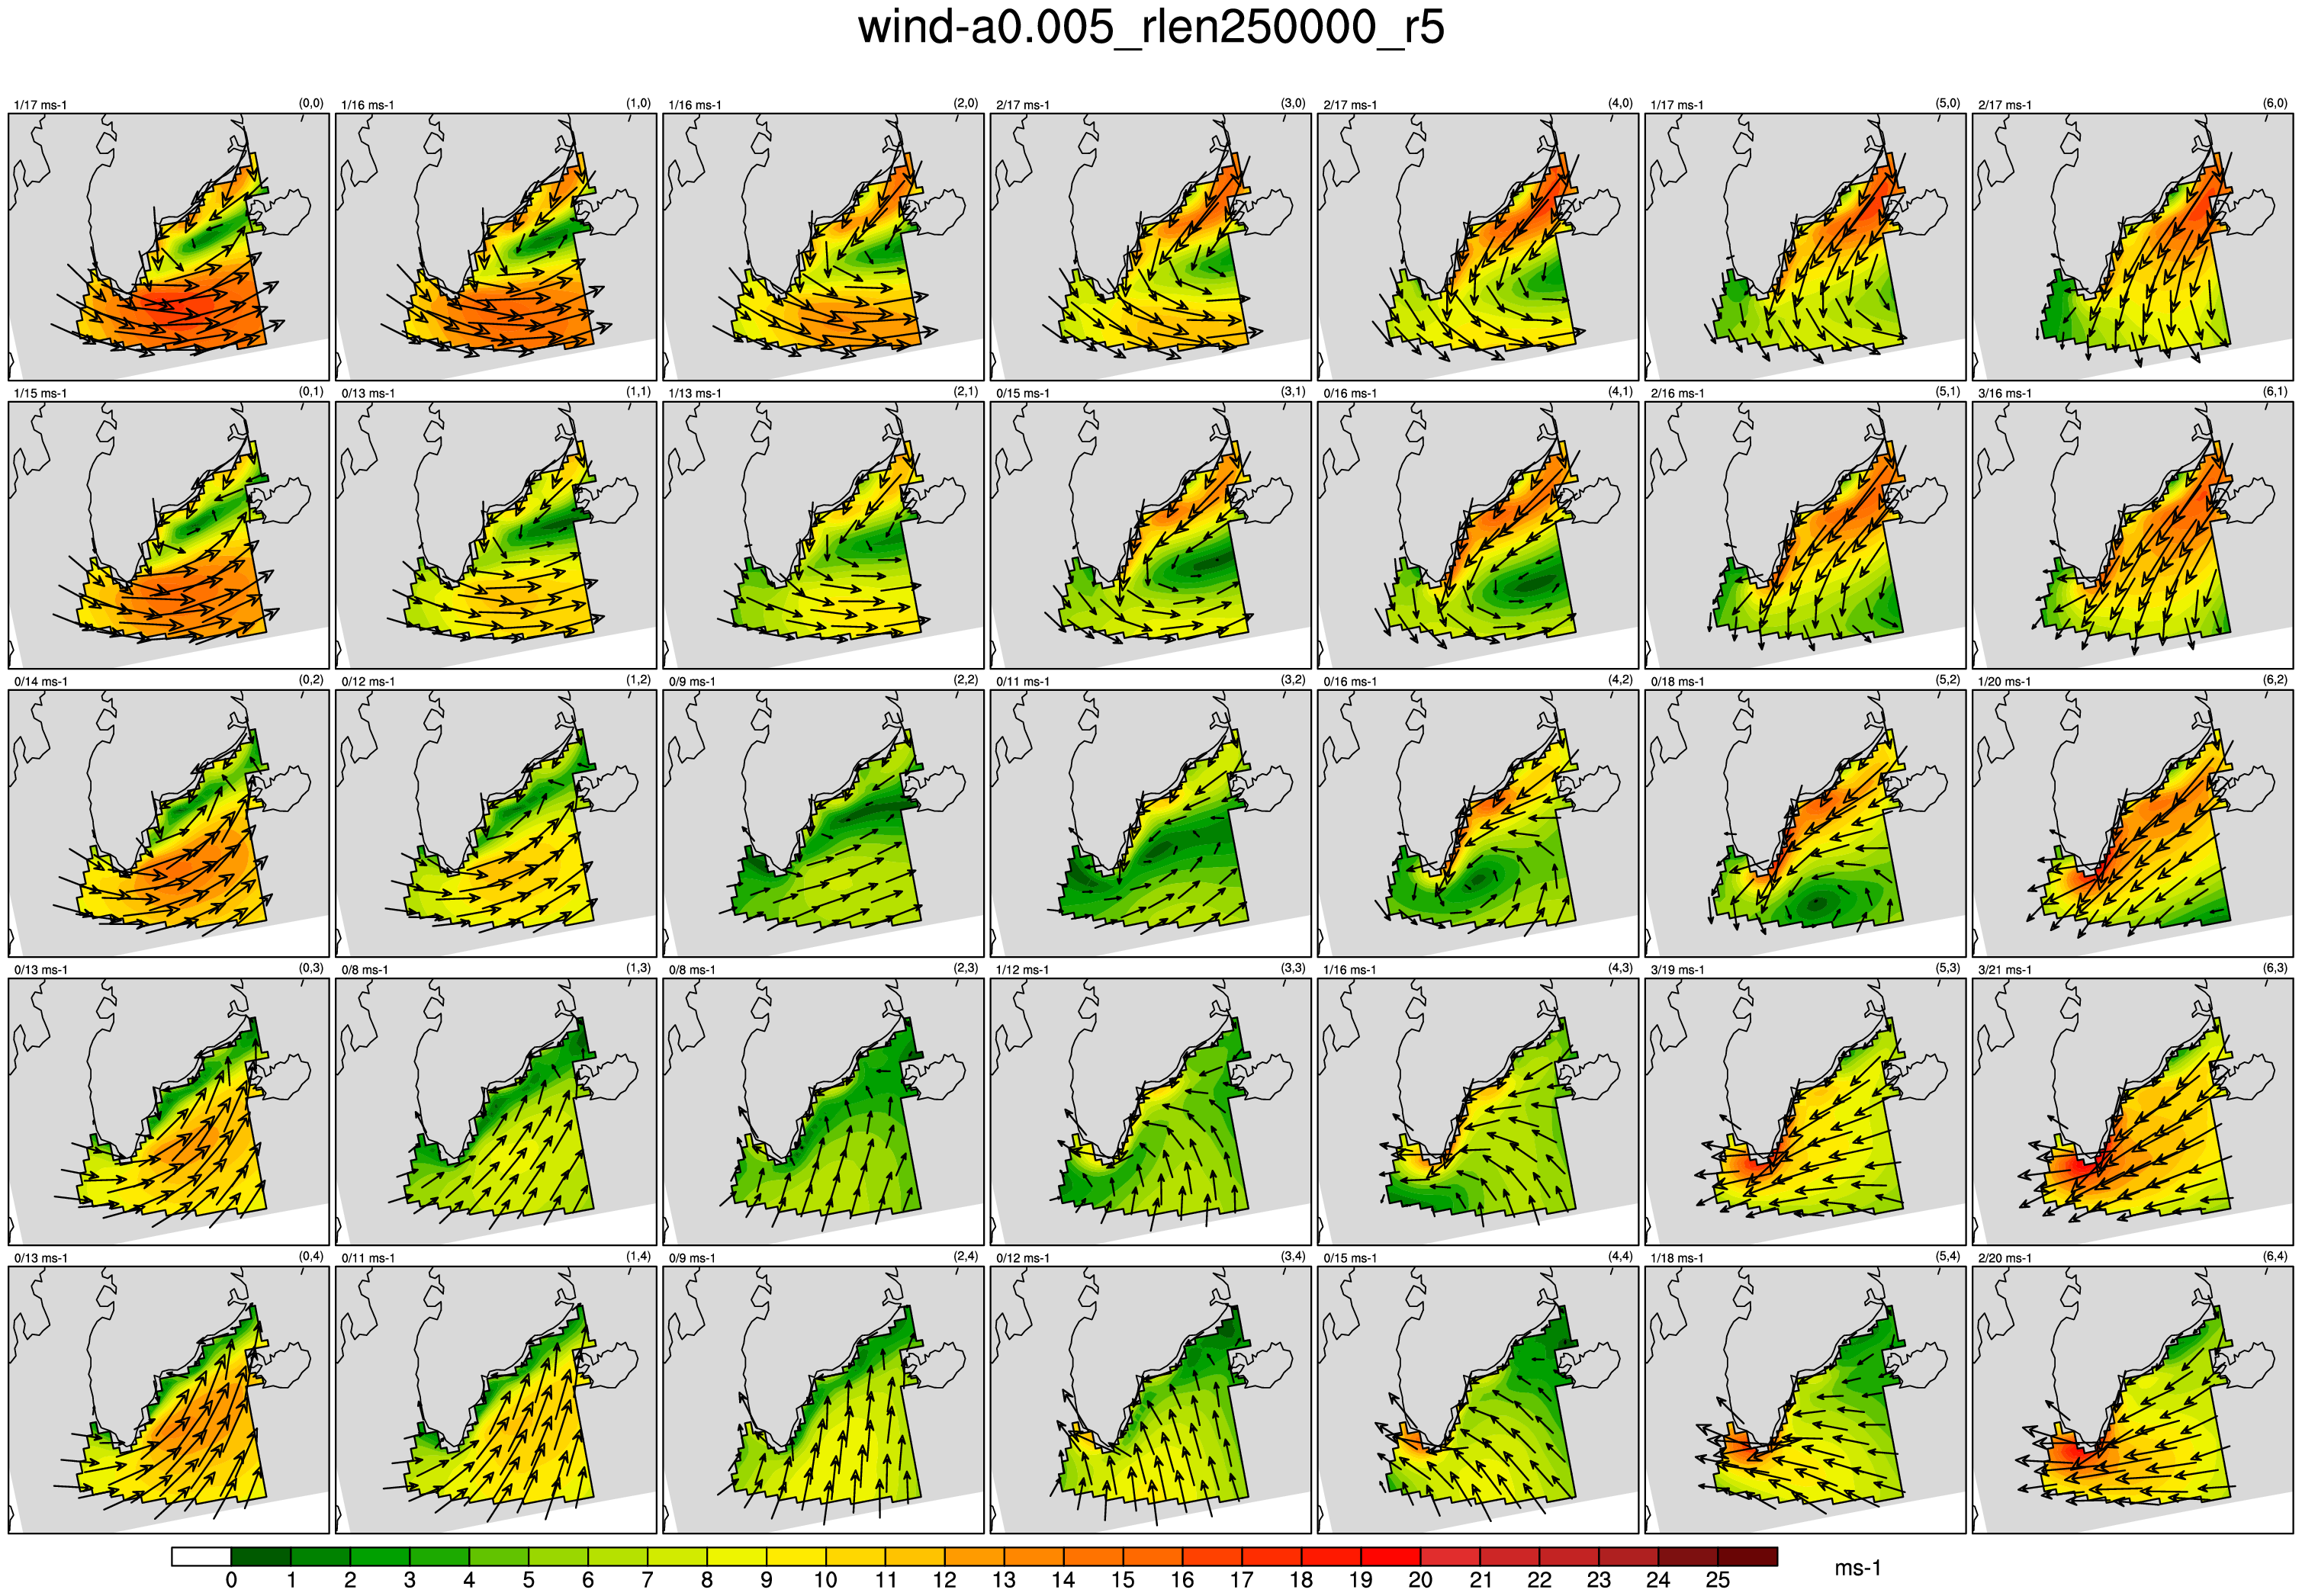 wind-a0.005_rlen250000_r5
1/17 ms-1 (0,0) 1/16 ms-1 (1,0) 1/16 ms-1 (2,0) 2/17 ms-1 (3,0) 2/17 ms-1 (4,0) 1/17 ms-1 (5,0) 2/17 ms-1 (6,0)
1/15 ms-1 (0,1) 0/13 ms-1 (1,1) 1/13 ms-1 (2,1) 0/15 ms-1 (3,1) 0/16 ms-1 (4,1) 2/16 ms-1 (5,1) 3/16 ms-1 (6,1)
0/14 ms-1 (0,2) 0/12 ms-1 (1,2) 0/9 ms-1 (2,2) 0/11 ms-1 (3,2) 0/16 ms-1 (4,2) 0/18 ms-1 (5,2) 1/20 ms-1 (6,2)
0/13 ms-1 (0,3) 0/8 ms-1 (1,3) 0/8 ms-1 (2,3) 1/12 ms-1 (3,3) 1/16 ms-1 (4,3) 3/19 ms-1 (5,3) 3/21 ms-1 (6,3)
0/13 ms-1 (0,4) 0/11 ms-1 (1,4) 0/9 ms-1 (2,4) 0/12 ms-1 (3,4) 0/15 ms-1 (4,4) 1/18 ms-1 (5,4) 2/20 ms-1 (6,4)
0 1 2 3 4 5 6 7 8 9 10 11 12 13 14 15 16 17 18 19 20 21 22 23 24 25 ms-1